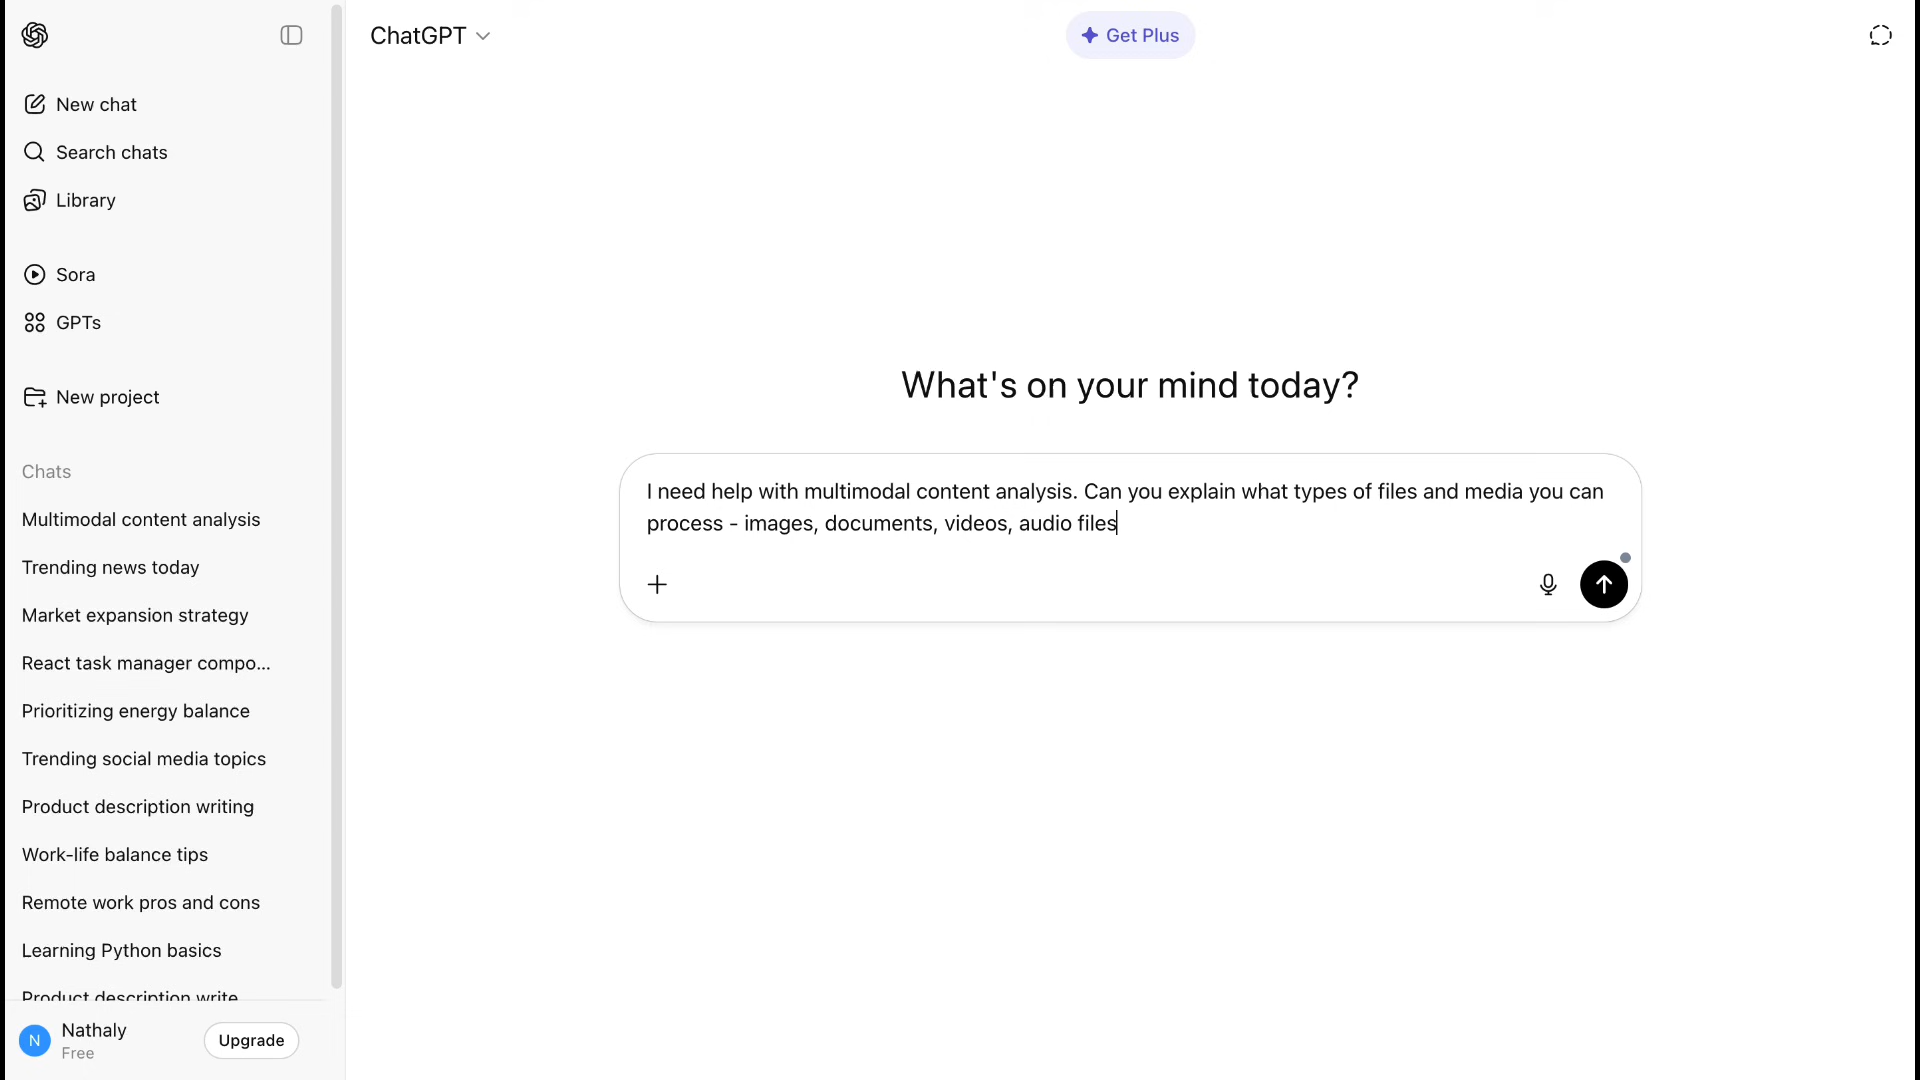 ChatGPT
Get Plus
New chat
Search chats
Library
Sora
GPTs
New project
Chats
Multimodal content analysis
Trending news today
Market expansion strategy
React task manager compo...
Prioritizing energy balance
Trending social media topics
Product description writing
Work-life balance tips
Remote work pros and cons
Learning Python basics
Product description write
N
Nathaly
Free
Upgrade
What's on your mind today?
I need help with multimodal content analysis. Can you explain what types of files and media you can
process - images, documents, videos, audio files